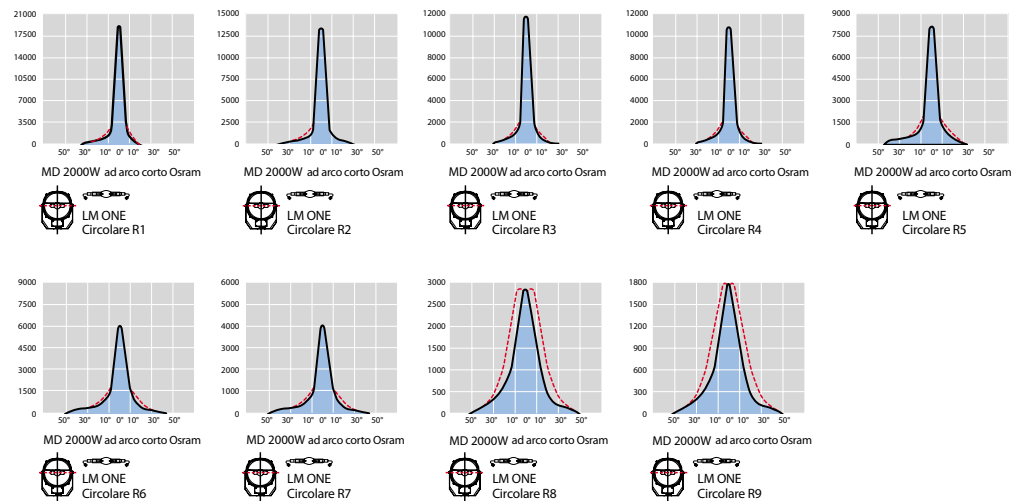 21000
17500
14000
21500
7000
3500
0
50° 30° 10° 0° 10° 30° 50°
MD 2000W ad arco corto Osram
LM ONE
Circolare R1
15000
12500
10000
7500
5000
2500
0
50° 30° 10° 0° 10° 30° 50°
MD 2000W ad arco corto Osram
LM ONE
Circolare R2
12000
10000
8000
6000
4000
2000
0
50° 30° 10° 0° 10° 30° 50°
MD 2000W ad arco corto Osram
LM ONE
Circolare R3
12000
10000
8000
6000
4000
2000
0
50° 30° 10° 0° 10° 30° 50°
MD 2000W ad arco corto Osram
LM ONE
Circolare R4
9000
7500
6000
4500
3000
1500
0
50° 30° 10° 0° 10° 30° 50°
MD 2000W ad arco corto Osram
LM ONE
Circolare R5
9000
7500
6000
4500
3000
1500
0
50° 30° 10° 0° 10° 30° 50°
MD 2000W ad arco corto Osram
LM ONE
Circolare R6
6000
5000
4000
3000
2000
1000
0
50° 30° 10° 0° 10° 30° 50°
MD 2000W ad arco corto Osram
LM ONE
Circolare R7
3000
2500
2000
1500
1000
500
0
50° 30° 10° 0° 10° 30° 50°
MD 2000W ad arco corto Osram
LM ONE
Circolare R8
1800
1500
1200
900
600
300
0
50° 30° 10° 0° 10° 30° 50°
MD 2000W ad arco corto Osram
LM ONE
Circolare R9